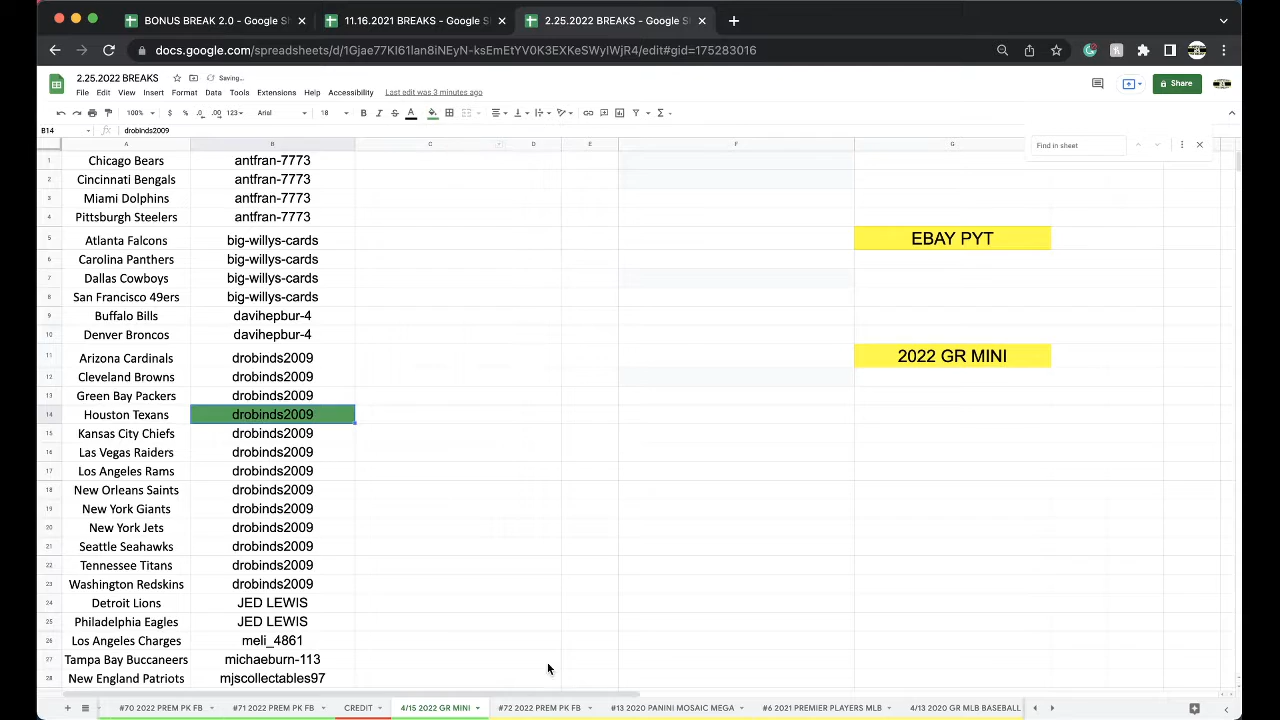 BONUS BREAK 2.0 - Google Sh
11.16.2021 BREAKS - Google S
2.25.2022 BREAKS - Google Sh
docs.google.com/spreadsheets/d/1Gjae77KI61Ian8iNEyN-ksEmEtYV0K3EXKeSWyIWjR4/edit#gid=175283016
2.25.2022 BREAKS
Saving...
File Edit View Insert Format Data Tools Extensions Help Accessibility Last edit was 3 minutes ago
Share
100% $ % .0 .00 123 Arial 18 B I S A
B14 fx drobinds2009
Find in sheet
A B C D E F G
1 Chicago Bears antfran-7773
2 Cincinnati Bengals antfran-7773
3 Miami Dolphins antfran-7773
4 Pittsburgh Steelers antfran-7773
5 Atlanta Falcons big-willys-cards EBAY PYT
6 Carolina Panthers big-willys-cards
7 Dallas Cowboys big-willys-cards
8 San Francisco 49ers big-willys-cards
9 Buffalo Bills davihepbur-4
10 Denver Broncos davihepbur-4
11 Arizona Cardinals drobinds2009 2022 GR MINI
12 Cleveland Browns drobinds2009
13 Green Bay Packers drobinds2009
14 Houston Texans drobinds2009
15 Kansas City Chiefs drobinds2009
16 Las Vegas Raiders drobinds2009
17 Los Angeles Rams drobinds2009
18 New Orleans Saints drobinds2009
19 New York Giants drobinds2009
20 New York Jets drobinds2009
21 Seattle Seahawks drobinds2009
22 Tennessee Titans drobinds2009
23 Washington Redskins drobinds2009
24 Detroit Lions JED LEWIS
25 Philadelphia Eagles JED LEWIS
26 Los Angeles Charges meli_4861
27 Tampa Bay Buccaneers michaeburn-113
28 New England Patriots mjscollectables97
#70 2022 PREM PK FB #71 2022 PREM PK FB CREDIT 4/15 2022 GR MINI #72 2022 PREM PK FB #13 2020 PANINI MOSAIC MEGA #6 2021 PREMIER PLAYERS MLB 4/13 2020 GR MLB BASEBALL